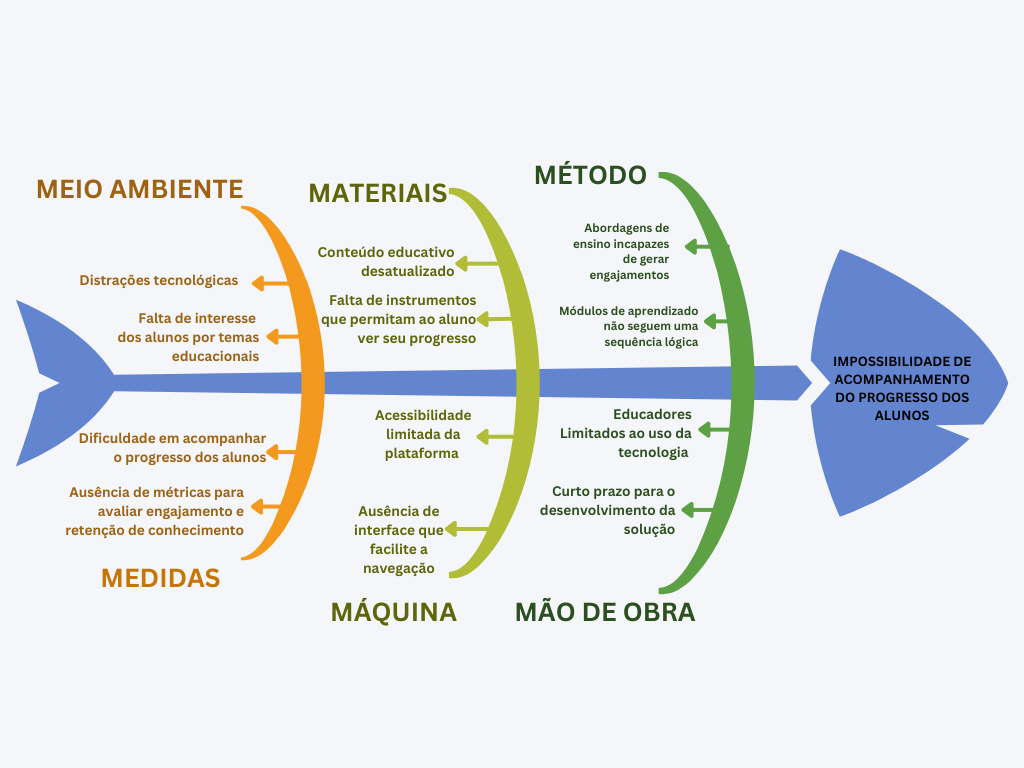 MEIO AMBIENTE
Distrações tecnológicas
Falta de interesse
dos alunos por temas
educacionais
MATERIAIS
Conteúdo educativo
desatualizado
Falta de instrumentos
que permitam ao aluno
ver seu progresso
MÉTODO
Abordagens de
ensino incapazes
de gerar
engajamentos
Módulos de aprendizado
não seguem uma
sequência lógica
IMPOSSIBILIDADE DE
ACOMPANHAMENTO
DO PROGRESSO DOS
ALUNOS
Dificuldade em acompanhar
o progresso dos alunos
Ausência de métricas para
avaliar engajamento e
retenção de conhecimento
MEDIDAS
Acessibilidade
limitada da
plataforma
Ausência de
interface que
facilite a
navegação
MÁQUINA
Educadores
Limitados ao uso da
tecnologia
Curto prazo para o
desenvolvimento da
solução
MÃO DE OBRA